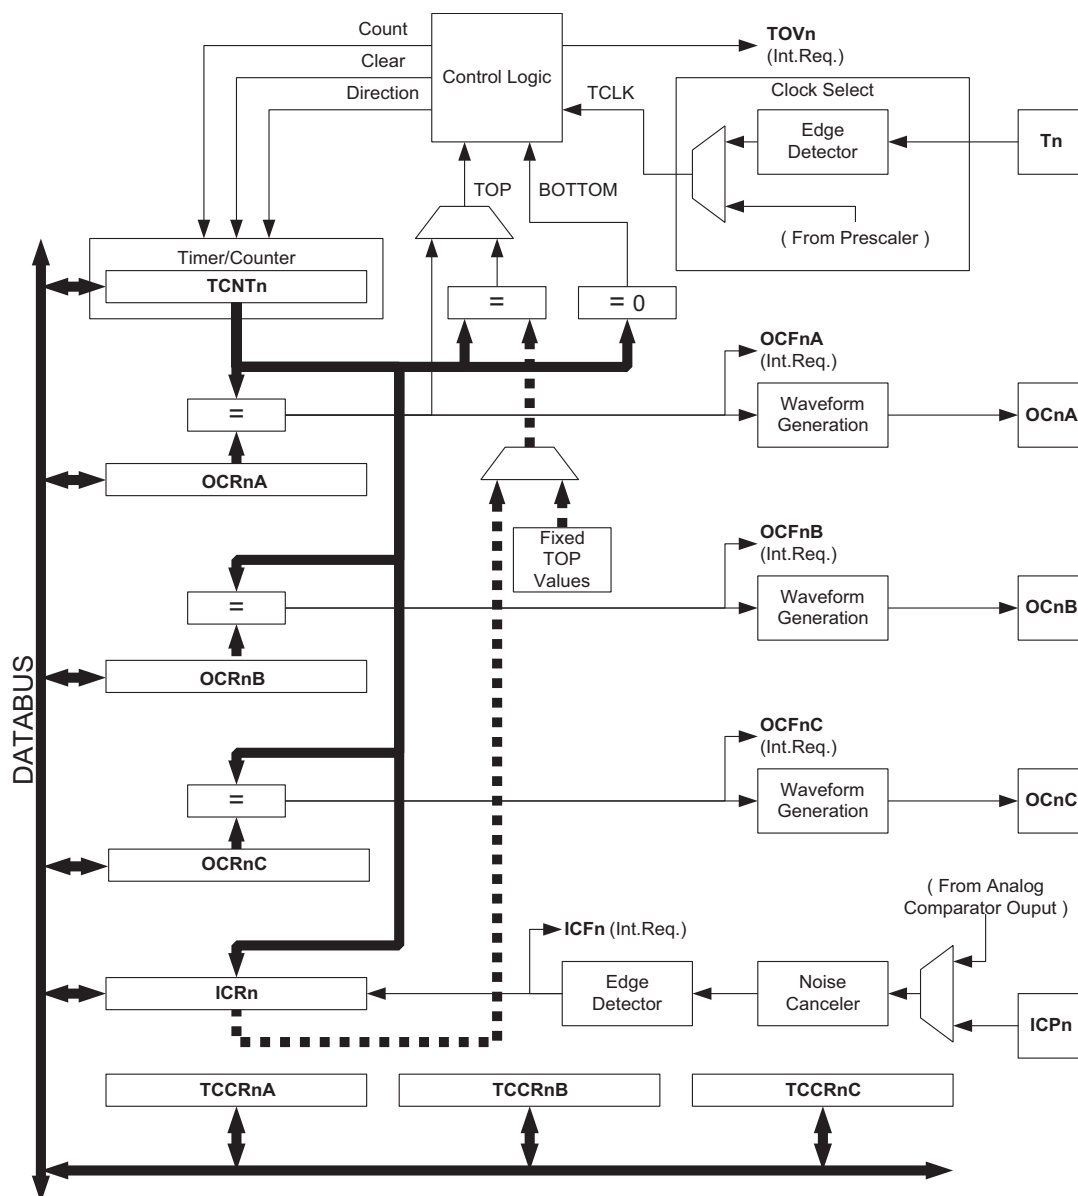 Count
TOVn
(Int.Req.)
Clear
Control Logic
Direction
TCLK
Clock Select
Edge
Detector
Tn
TOP
BOTTOM
( From Prescaler )
Timer/Counter
TCNTn
=
= 0
OCFnA
(Int.Req.)
=
Waveform
Generation
OCnA
OCRnA
Fixed
TOP
Values
OCFnB
(Int.Req.)
=
Waveform
Generation
OCnB
OCRnB
DATABUS
OCFnC
(Int.Req.)
=
Waveform
Generation
OCnC
OCRnC
( From Analog
Comparator Ouput )
ICFn (Int.Req.)
ICRn
Edge
Detector
Noise
Canceler
ICPn
TCCRnA
TCCRnB
TCCRnC